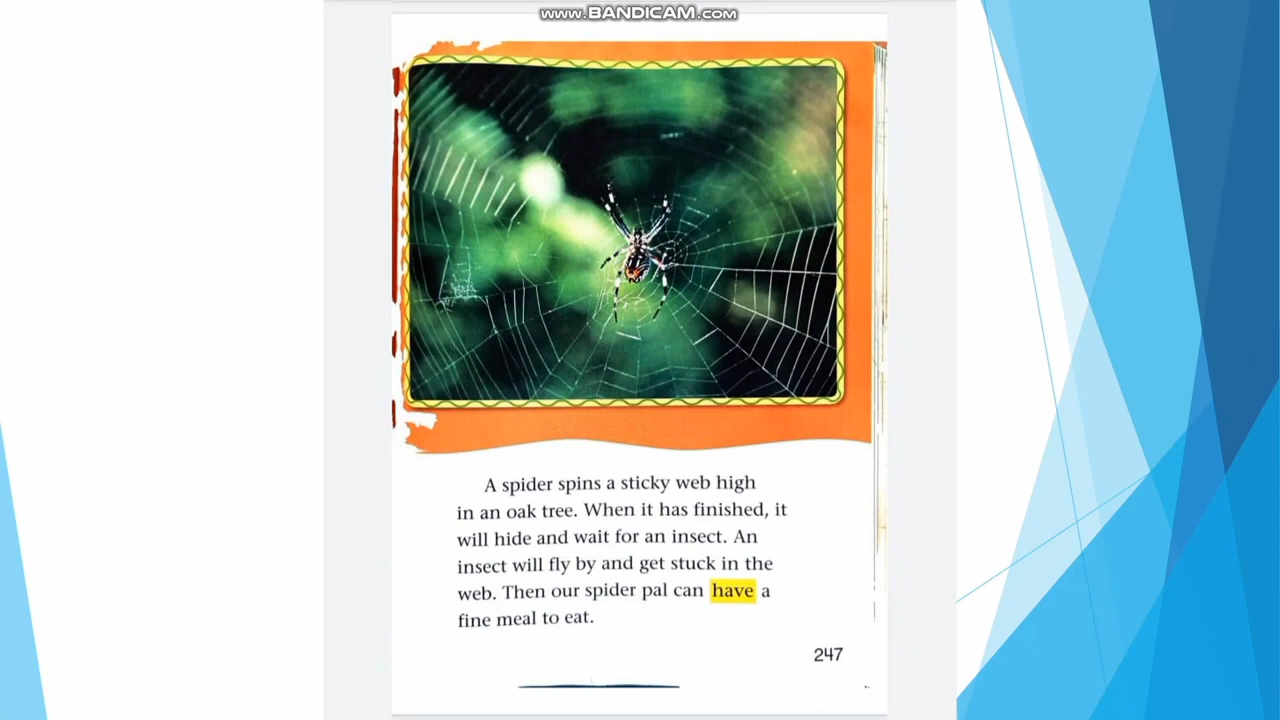 www.BANDICAM.com
A spider spins a sticky web high
in an oak tree. When it has finished, it
will hide and wait for an insect. An
insect will fly by and get stuck in the
web. Then our spider pal can have a
fine meal to eat.
247